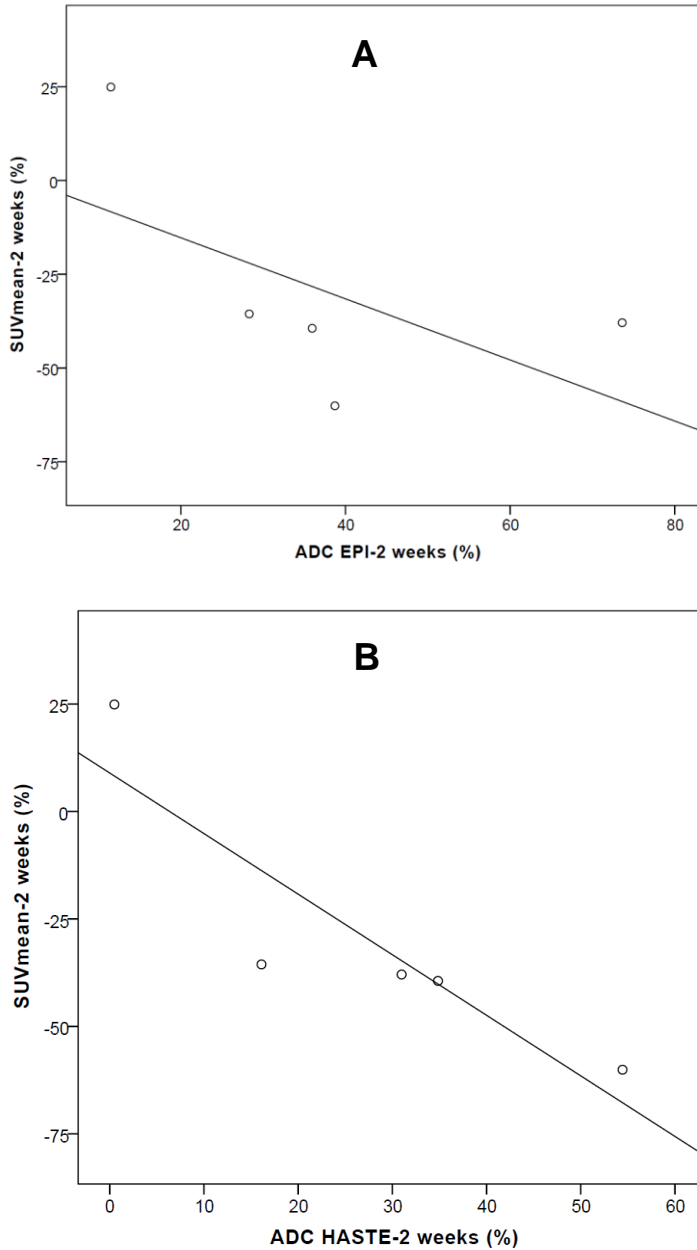 A
25
0
-25
-50
-75
SUVmean-2 weeks (%)
20 40 60 80
ADC EPI-2 weeks (%)
B
25
0
-25
-50
-75
SUVmean-2 weeks (%)
0 10 20 30 40 50 60
ADC HASTE-2 weeks (%)